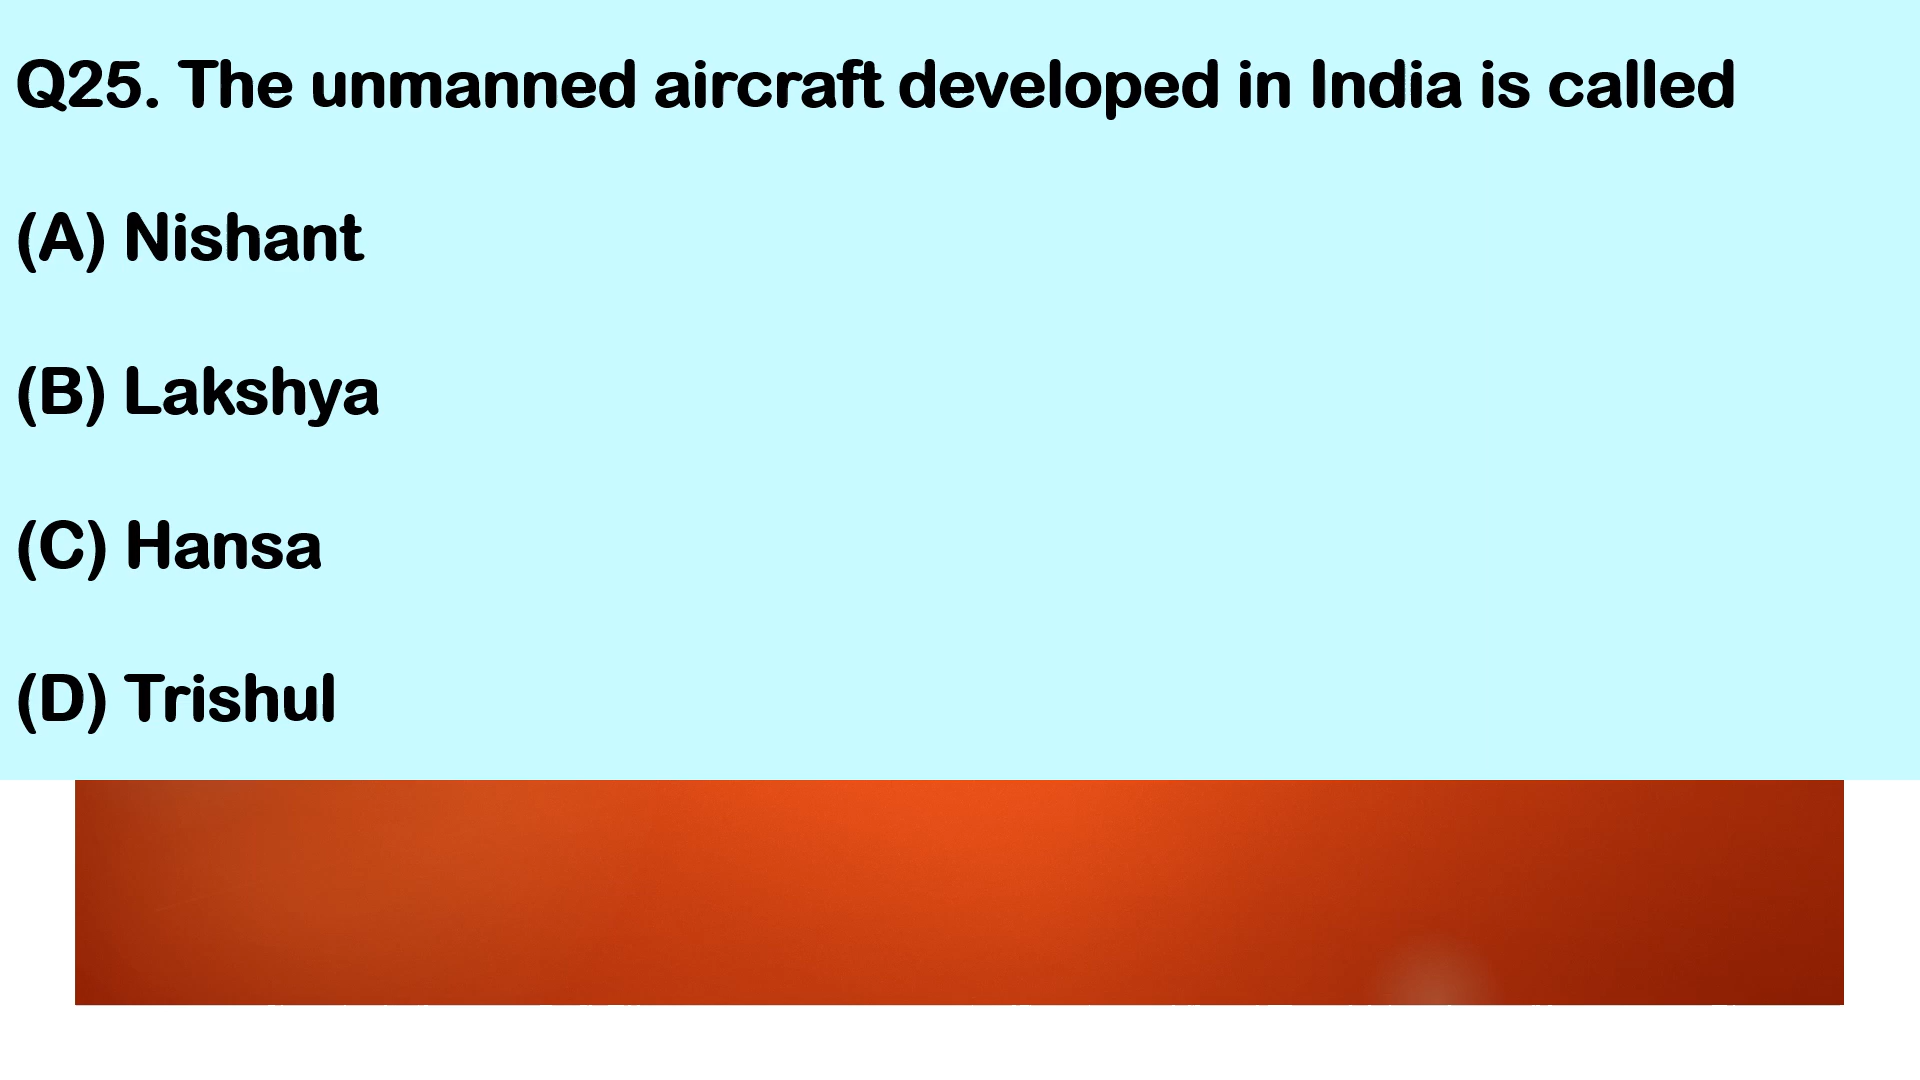 Q25. The unmanned aircraft developed in India is called
(A) Nishant
(B) Lakshya
(C) Hansa
(D) Trishul